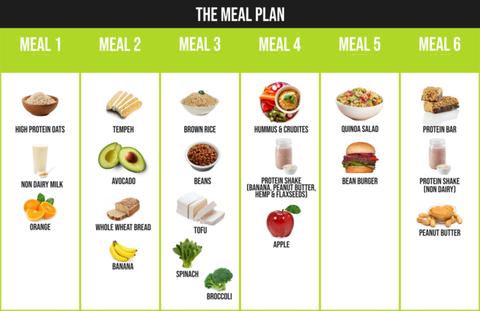 THE MEAL PLAN
MEAL 1
MEAL 2
MEAL 3
MEAL 4
MEAL 5
MEAL 6
HIGH PROTEIN OATS
TEMPEH
BROWN RICE
HUMMUS & CRUDITES
QUINOA SALAD
PROTEIN BAR
NON DAIRY MILK
AVOCADO
BEANS
PROTEIN SHAKE
(BANANA, PEANUT BUTTER,
HEMP & FLAXSEEDS)
BEAN BURGER
PROTEIN SHAKE
(NON DAIRY)
ORANGE
WHOLE WHEAT BREAD
TOFU
APPLE
PEANUT BUTTER
BANANA
SPINACH
BROCCOLI